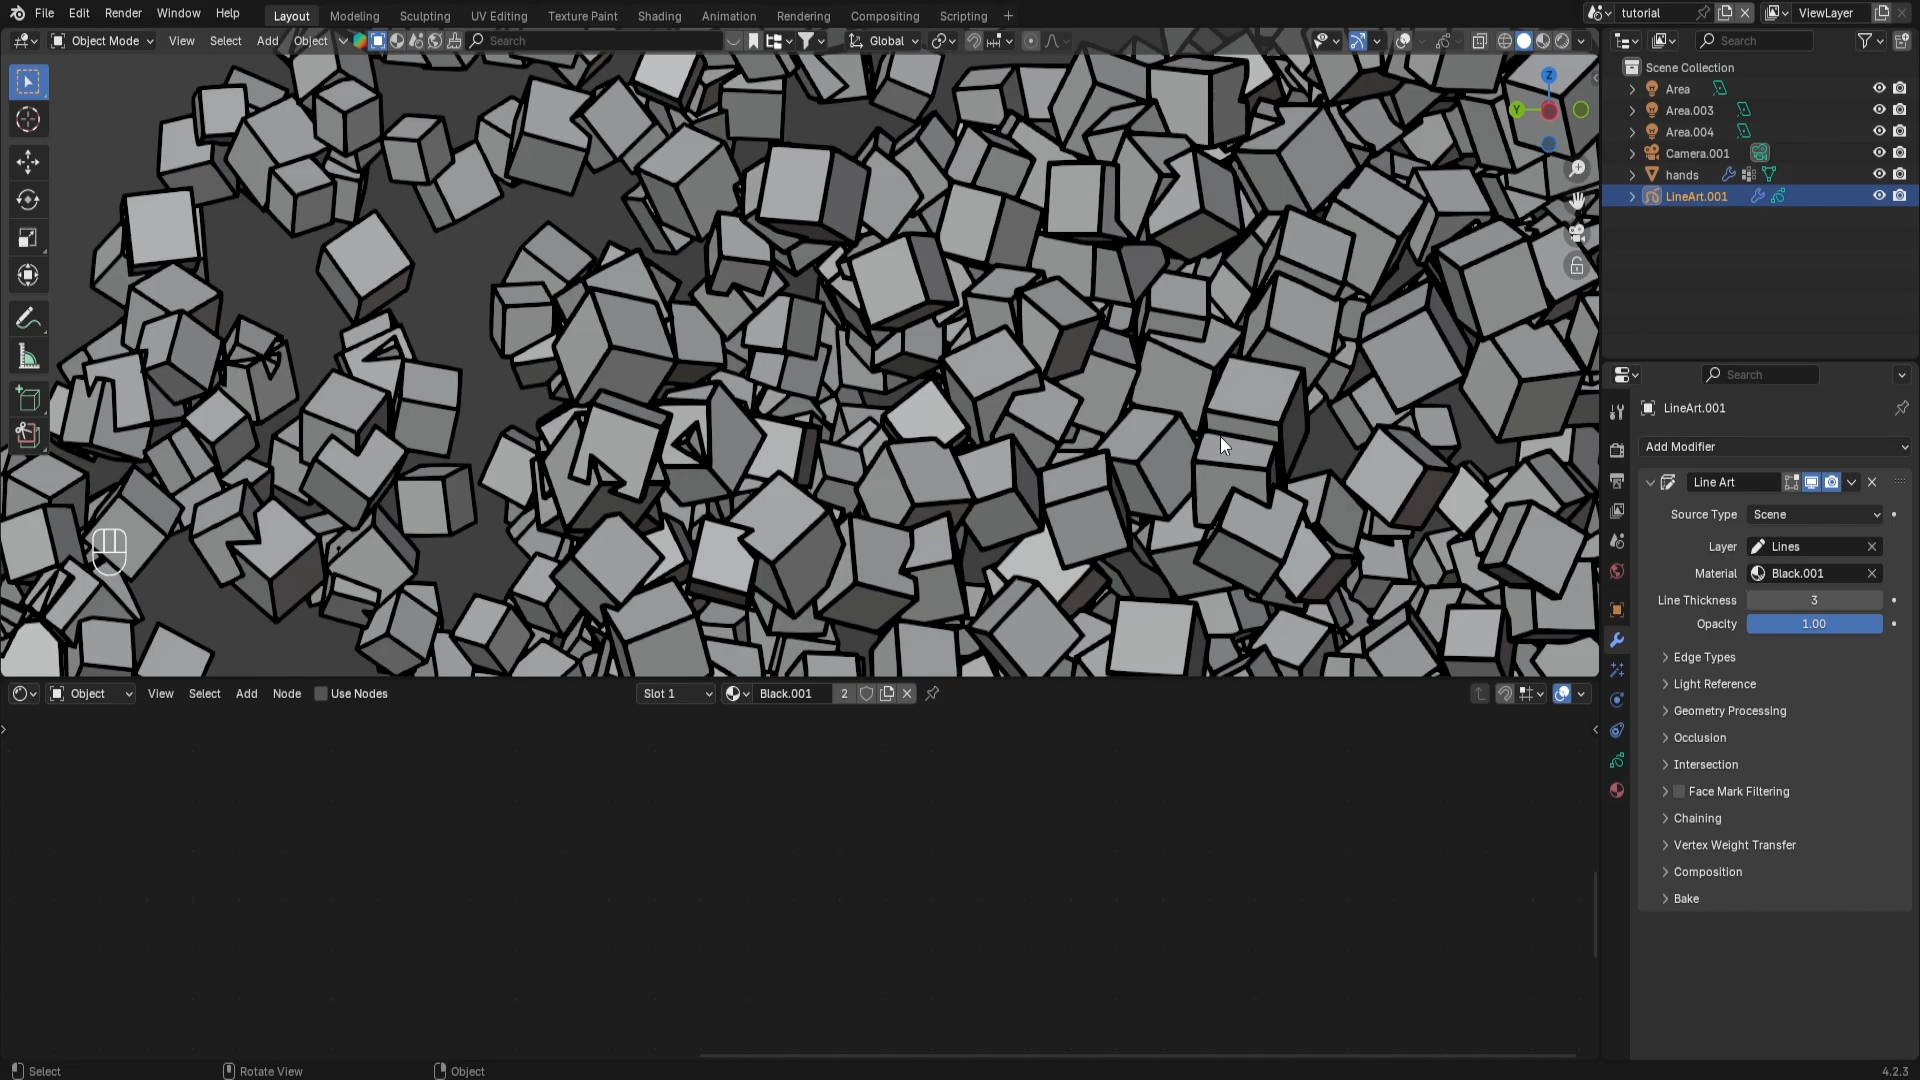 File Edit Render Window Help Layout Modeling Sculpting UV Editing Texture Paint Shading Animation Rendering Compositing Scripting + tutorial ViewLayer
Object Mode View Select Add Object Search Global Search
Scene Collection
Area
Area.003
Area.004
Camera.001
hands
LineArt.001
Z
Y
Search
LineArt.001
Add Modifier
Line Art
Source Type Scene
Layer Lines
Material Black.001
Line Thickness 3
Opacity 1.00
Edge Types
Light Reference
Geometry Processing
Occlusion
Intersection
Face Mark Filtering
Chaining
Vertex Weight Transfer
Composition
Bake
Object View Select Add Node Use Nodes Slot 1 Black.001 2
Select Rotate View Object 4.2.3